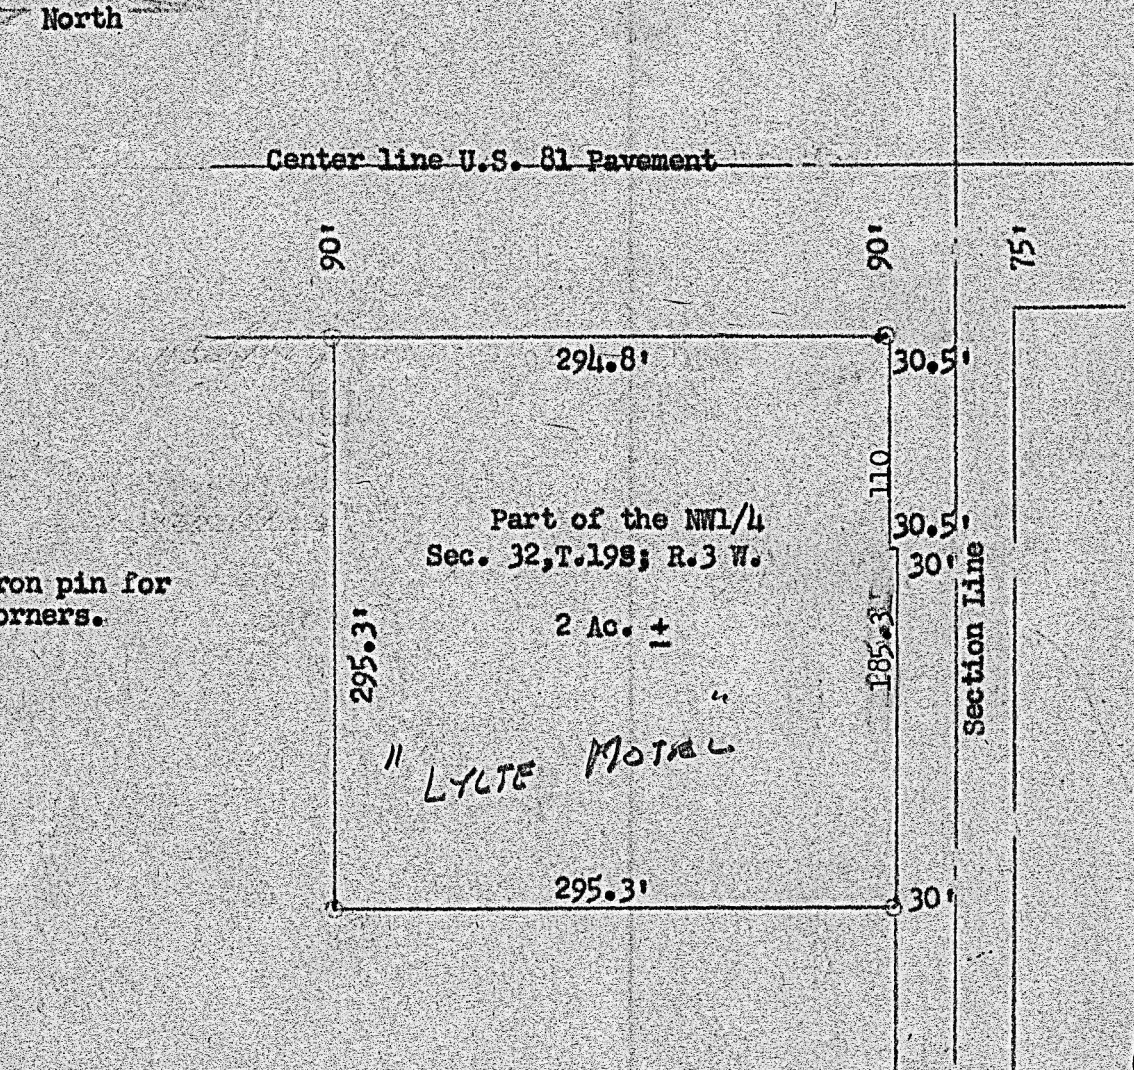 North
Center line U.S. 81 Pavement
90'
90'
75'
294.8'
30.5'
110
Part of the NW1/4
30.5'
Sec. 32,T.19S; R.3 W.
30'
ron pin for
orners.
295.3'
2 Ac. ±
185.3'
Section Line
" LYLTE MOTEL "
295.3'
30'